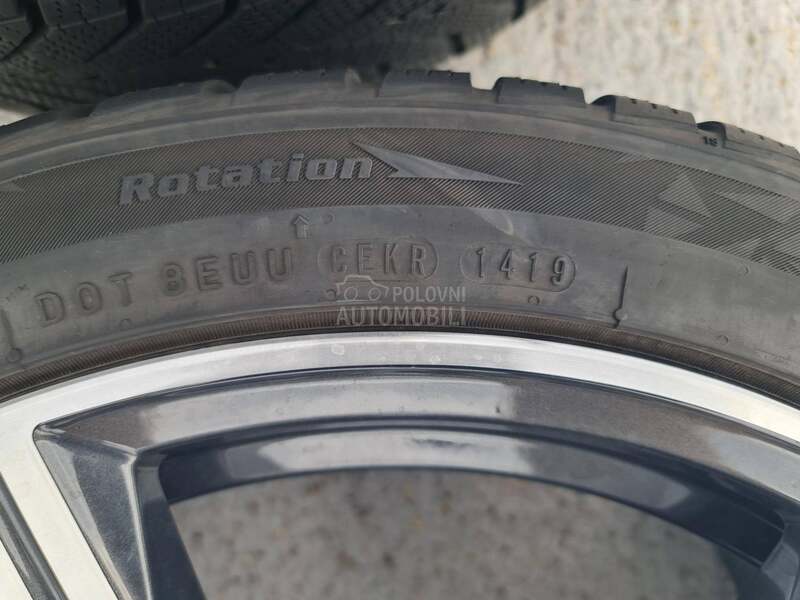 Rotation
DOT 8EUU CEKR 1419
POLOVNI
AUTOMOBILI